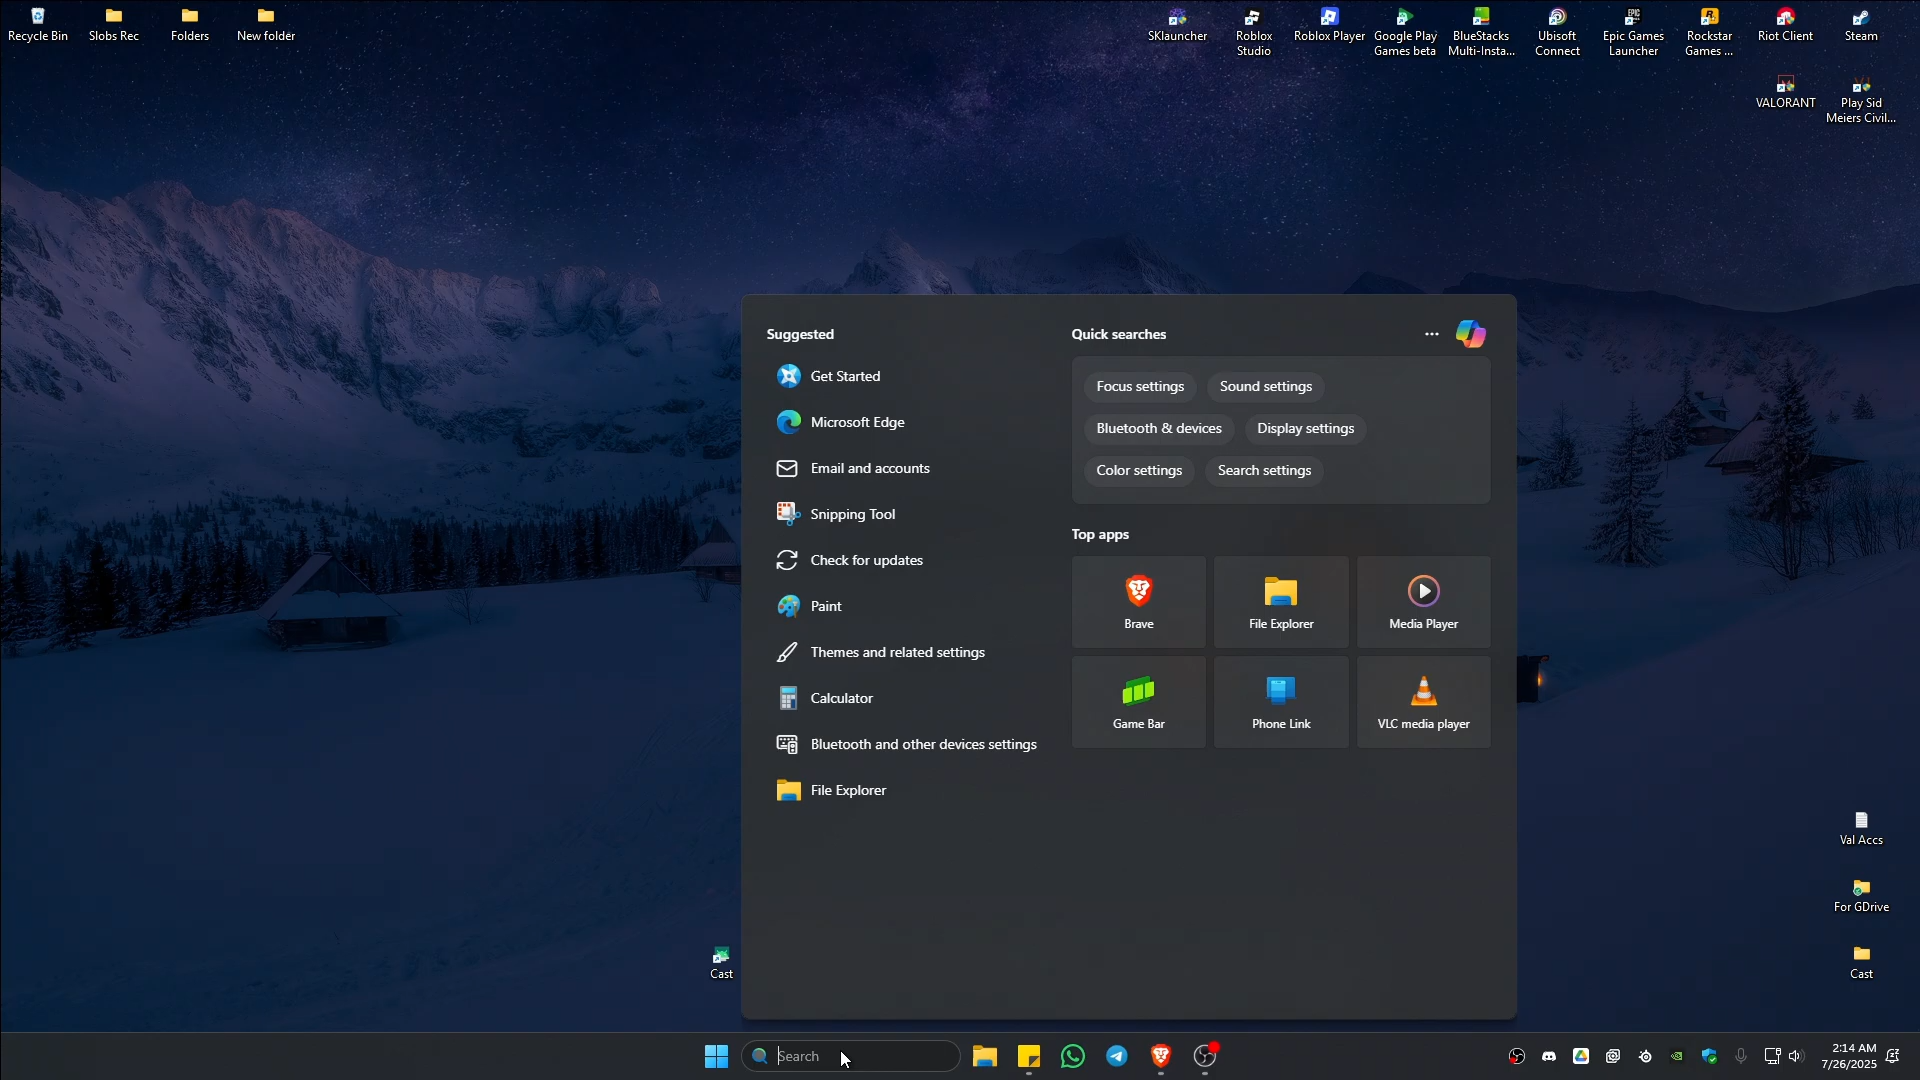 Recycle Bin
Slobs Rec
Folders
New folder
SKlauncher
Roblox
Studio
Roblox Player
Google Play
Games beta
BlueStacks
Multi-Insta...
Ubisoft
Connect
Epic Games
Launcher
Rockstar
Games ...
Riot Client
Steam
VALORANT
Play Sid
Meiers Civil...
Suggested
Get Started
Microsoft Edge
Email and accounts
Snipping Tool
Check for updates
Paint
Themes and related settings
Calculator
Bluetooth and other devices settings
File Explorer
Quick searches
Focus settings
Sound settings
Bluetooth & devices
Display settings
Color settings
Search settings
Top apps
Brave
File Explorer
Media Player
Game Bar
Phone Link
VLC media player
Val Accs
For GDrive
Cast
Cast
Search
2:14 AM
7/26/2025